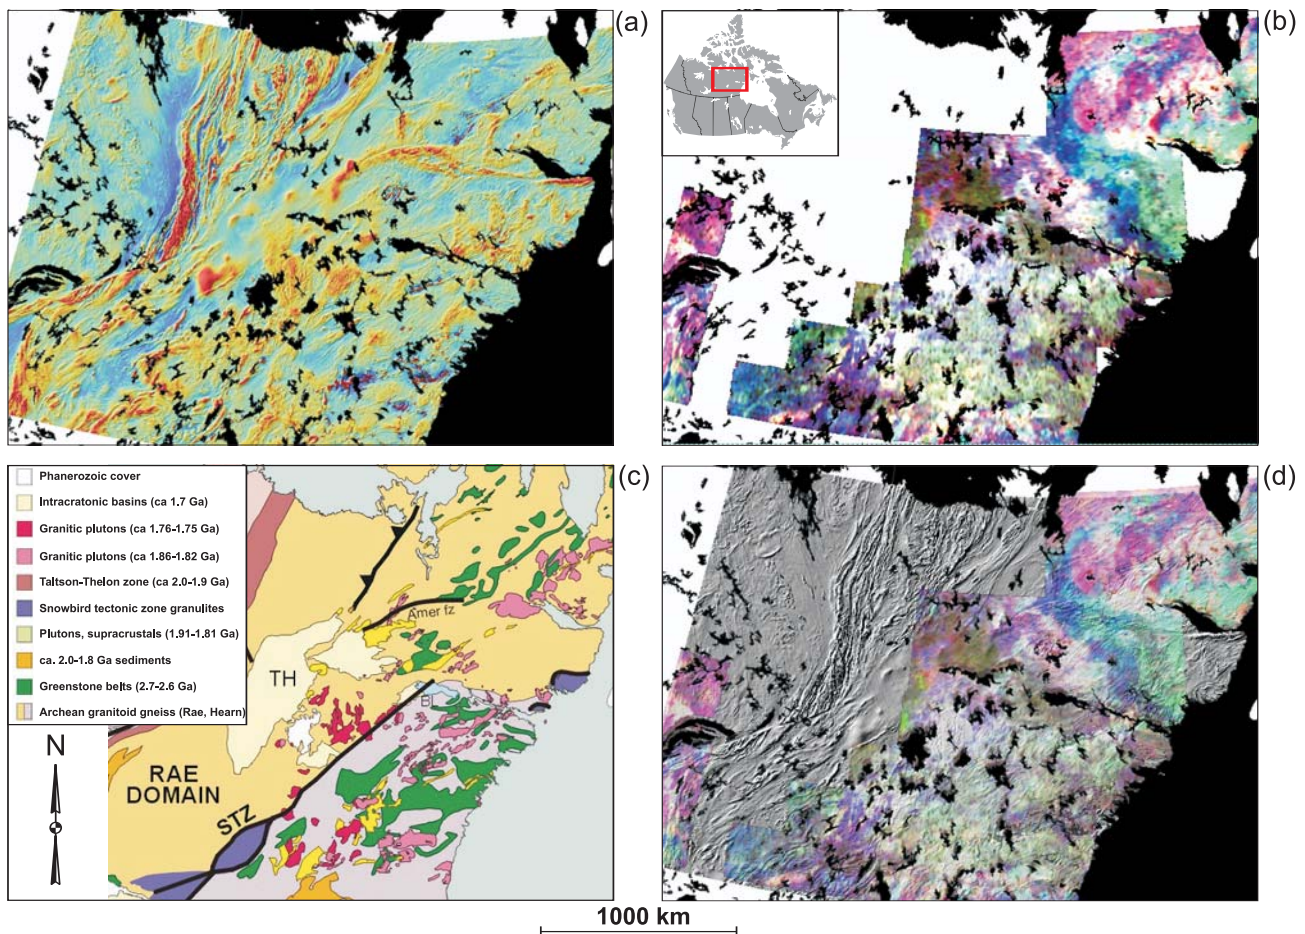 (a)
(b)
Phanerozoic cover
Intracratonic basins (ca 1.7 Ga)
Granitic plutons (ca 1.76-1.75 Ga)
Granitic plutons (ca 1.86-1.82 Ga)
Taltson-Thelon zone (ca 2.0-1.9 Ga)
Snowbird tectonic zone granulites
Plutons, supracrustals (1.91-1.81 Ga)
ca. 2.0-1.8 Ga sediments
Greenstone belts (2.7-2.6 Ga)
Archean granitoid gneiss (Rae, Hearn)
(c)
Amer fz
TH
BL
N
RAE
DOMAIN
STZ
(d)
1000 km